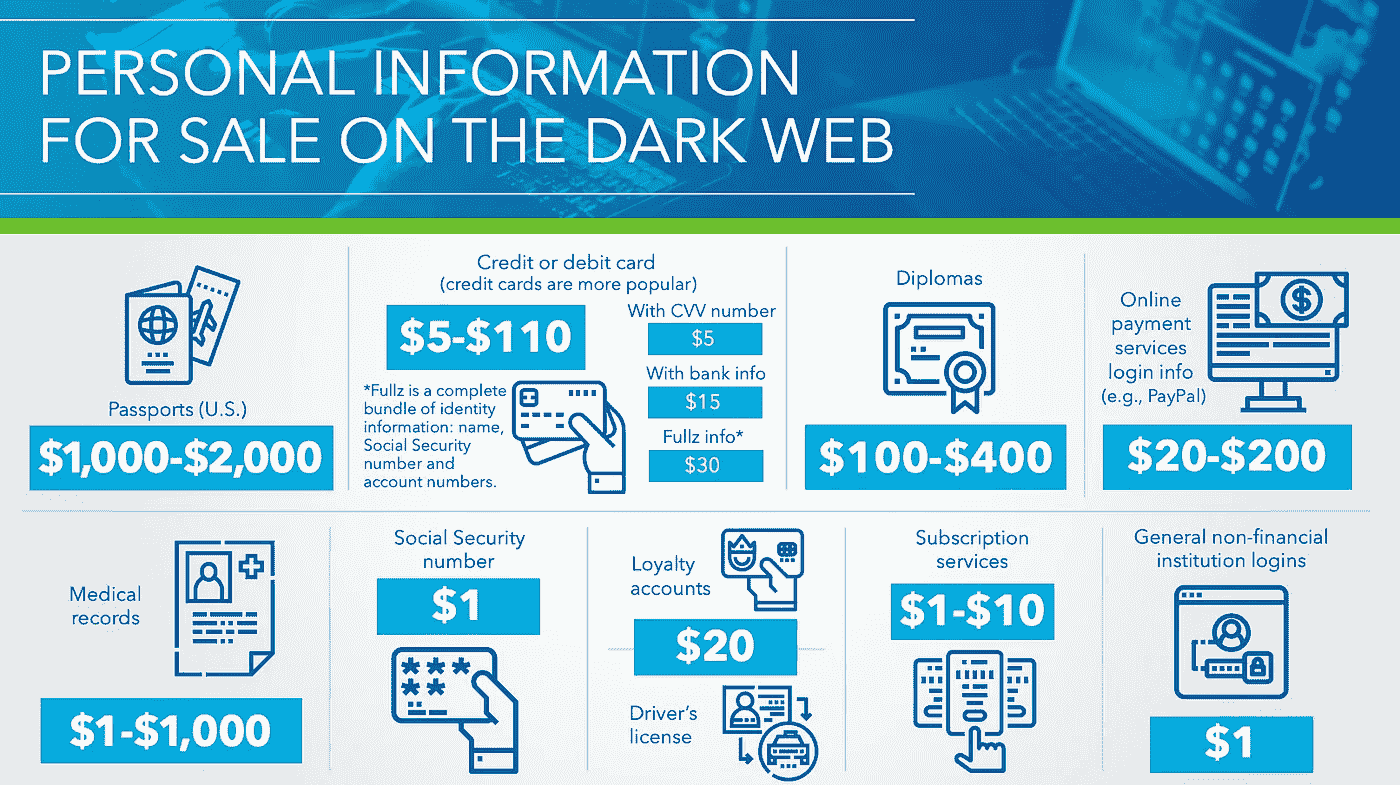 PERSONAL INFORMATION
FOR SALE ON THE DARK WEB
Passports (U.S.)
$1,000-$2,000
Credit or debit card
(credit cards are more popular)
$5-$110
*Fullz is a complete
bundle of identity
information: name,
Social Security
number and
account numbers.
With CVV number
$5
With bank info
$15
Fullz info*
$30
Diplomas
$100-$400
Online
payment
services
login info
(e.g., PayPal)
$20-$200
Medical
records
$1-$1,000
Social Security
number
$1
Loyalty
accounts
$20
Driver's
license
Subscription
services
$1-$10
General non-financial
institution logins
$1